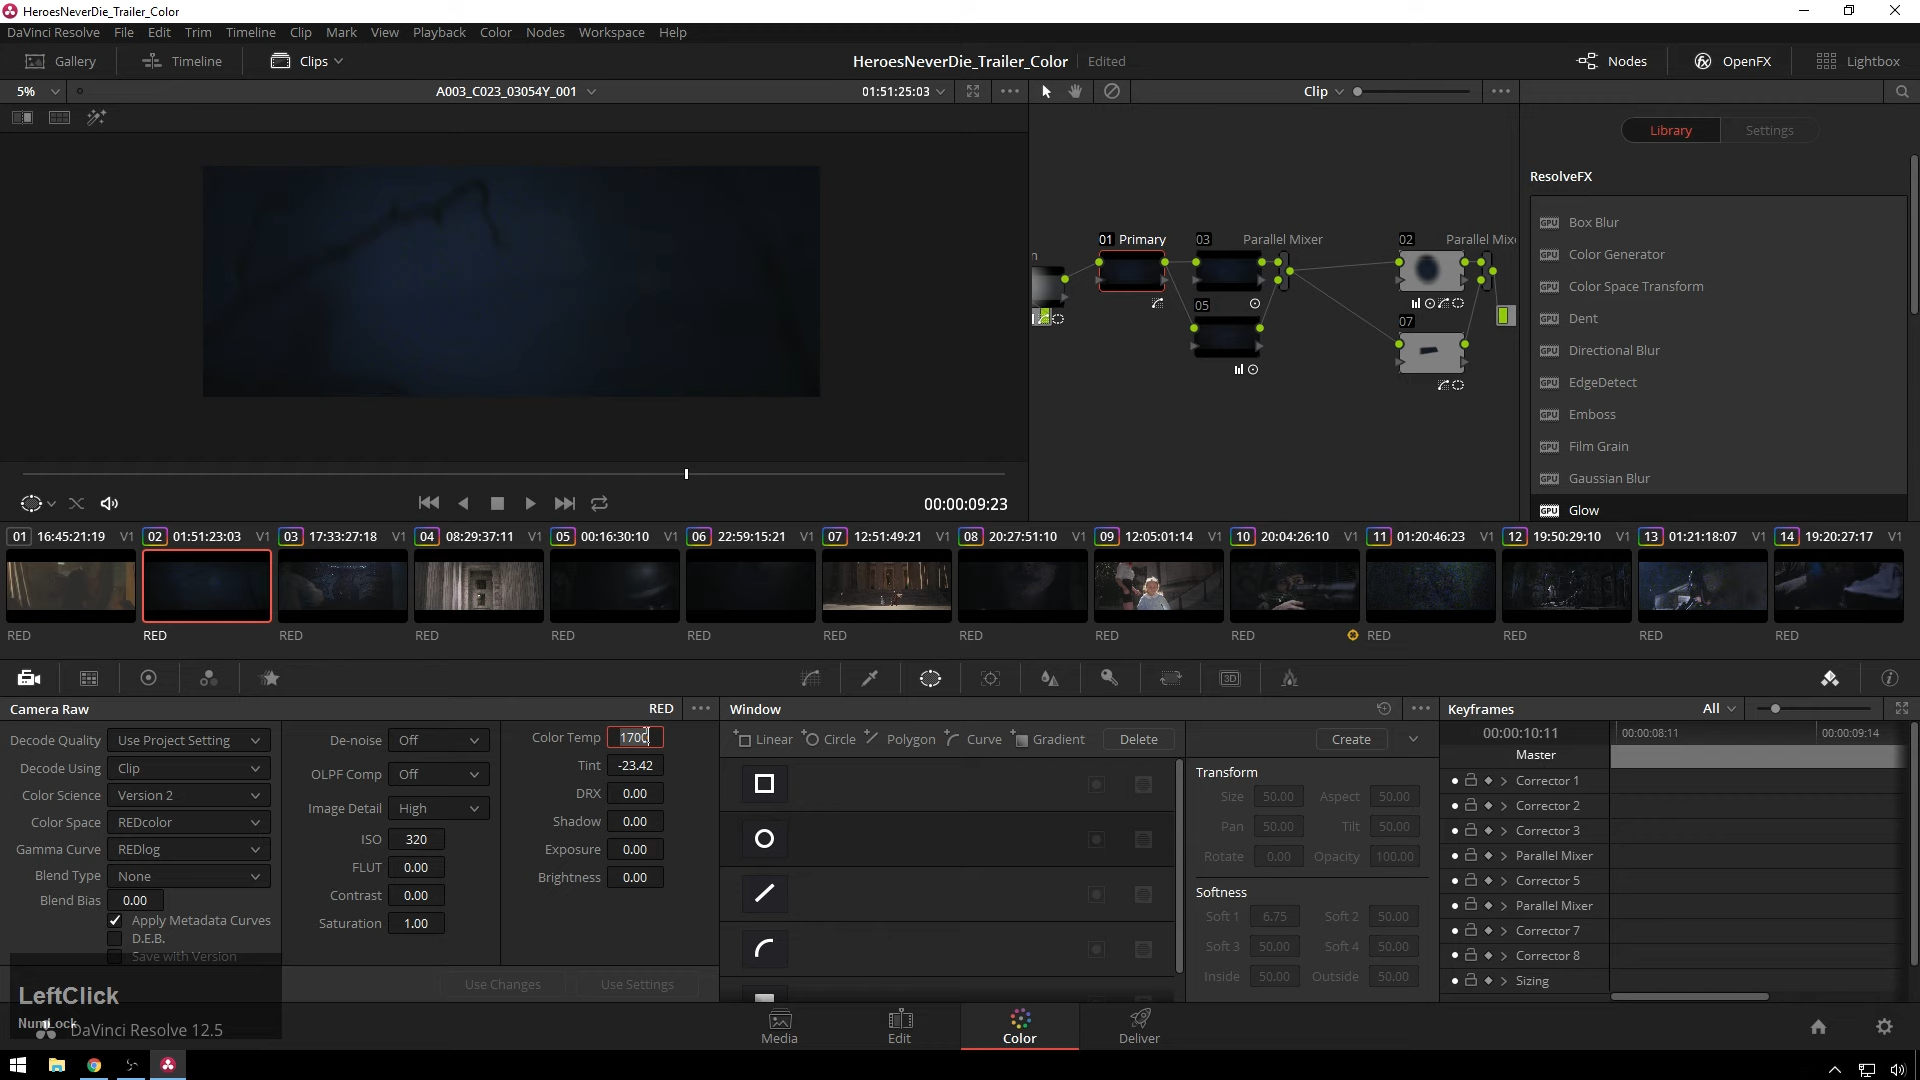 HeroesNeverDie_Trailer_Color
DaVinci Resolve File Edit Trim Timeline Clip Mark View Playback Color Nodes Workspace Help
Gallery Timeline Clips HeroesNeverDie_Trailer_Color Edited Nodes OpenFX Lightbox
5% A003_C023_03054Y_001 01:51:25:03 Clip
Library Settings
ResolveFX
GPU Box Blur
GPU Color Generator
GPU Color Space Transform
GPU Dent
GPU Directional Blur
GPU EdgeDetect
GPU Emboss
GPU Film Grain
GPU Gaussian Blur
GPU Glow
n
01 Primary 03 Parallel Mixer 02 Parallel Mix
05 07
00:00:09:23
01 16:45:21:19 V1 02 01:51:23:03 V1 03 17:33:27:18 V1 04 08:29:37:11 V1 05 00:16:30:10 V1 06 22:59:15:21 V1 07 12:51:49:21 V1 08 20:27:51:10 V1 09 12:05:01:14 V1 10 20:04:26:10 V1 11 01:20:46:23 V1 12 19:50:29:10 V1 13 01:21:18:07 V1 14 19:20:27:17 V1
RED RED RED RED RED RED RED RED RED RED RED RED RED RED
3D
Camera Raw RED
Decode Quality Use Project Setting
Decode Using Clip
Color Science Version 2
Color Space REDcolor
Gamma Curve REDlog
Blend Type None
Blend Bias 0.00
Apply Metadata Curves
D.E.B.
Save with Version
De-noise Off
OLPF Comp Off
Image Detail High
ISO 320
FLUT 0.00
Contrast 0.00
Saturation 1.00
Color Temp 1700
Tint -23.42
DRX 0.00
Shadow 0.00
Exposure 0.00
Brightness 0.00
Use Changes Use Settings
Window
Linear Circle Polygon Curve Gradient Delete
Create
Transform
Size 50.00 Aspect 50.00
Pan 50.00 Tilt 50.00
Rotate 0.00 Opacity 100.00
Softness
Soft 1 6.75 Soft 2 50.00
Soft 3 50.00 Soft 4 50.00
Inside 50.00 Outside 50.00
Keyframes All
00:00:10:11 00:00:08:11 00:00:09:14
Master
Corrector 1
Corrector 2
Corrector 3
Parallel Mixer
Corrector 5
Parallel Mixer
Corrector 7
Corrector 8
Sizing
LeftClick
NumLock
DaVinci Resolve 12.5
Media Edit Color Deliver